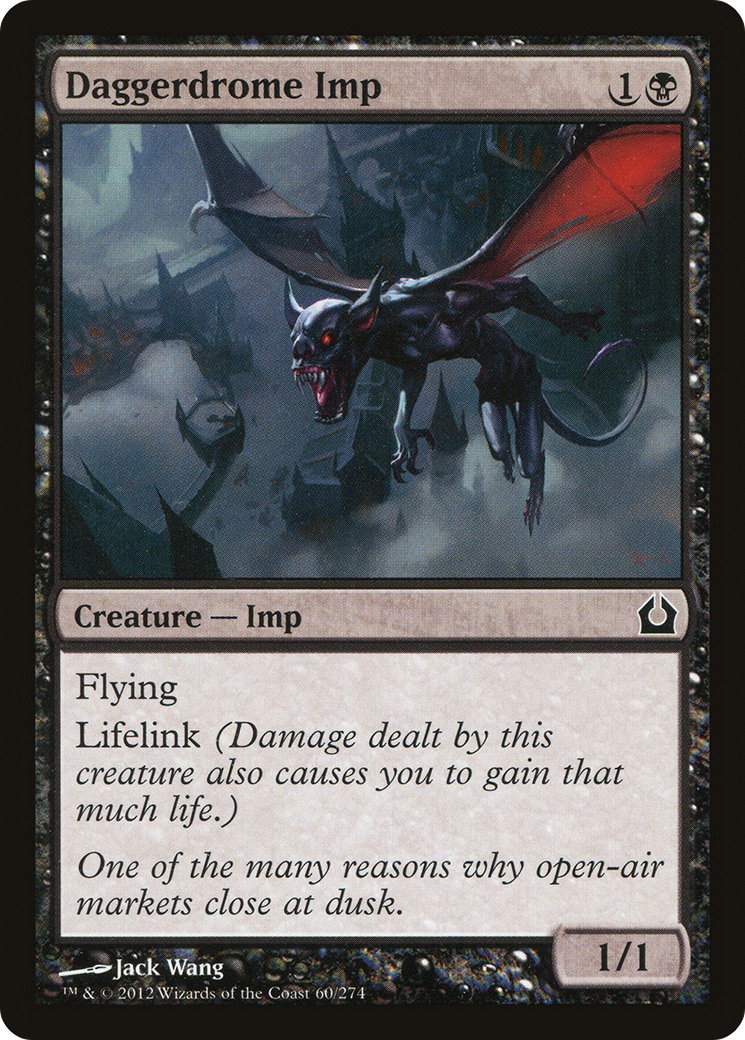 Daggerdrome Imp 1
Creature — Imp
Flying
Lifelink (Damage dealt by this
creature also causes you to gain that
much life.)
One of the many reasons why open-air
markets close at dusk.
1/1
Jack Wang
™ & © 2012 Wizards of the Coast 60/274